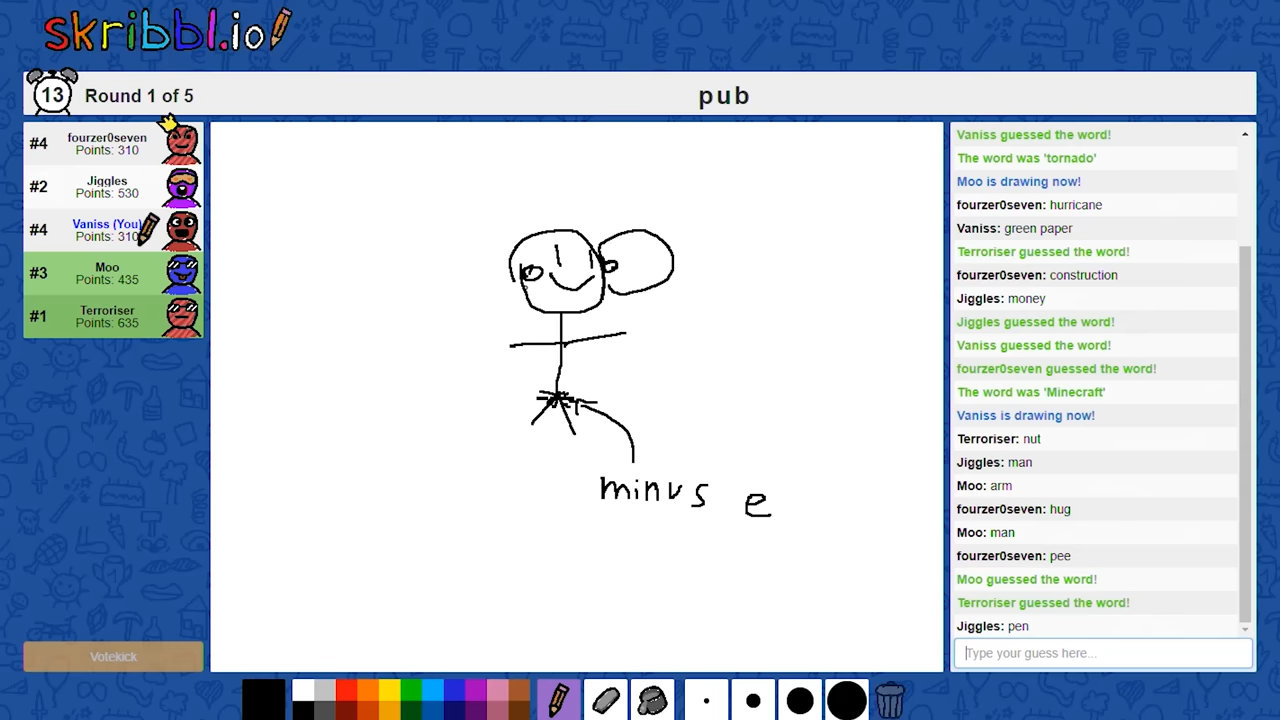 skribbl.io
13
Round 1 of 5
pub
#4
fourzer0seven
Points: 310
#2
Jiggles
Points: 530
#4
Vaniss (You)
Points: 310
#3
Moo
Points: 435
#1
Terroriser
Points: 635
Votekick
minus e
Vaniss guessed the word!
The word was 'tornado'
Moo is drawing now!
fourzer0seven: hurricane
Vaniss: green paper
Terroriser guessed the word!
fourzer0seven: construction
Jiggles: money
Jiggles guessed the word!
Vaniss guessed the word!
fourzer0seven guessed the word!
The word was 'Minecraft'
Vaniss is drawing now!
Terroriser: nut
Jiggles: man
Moo: arm
fourzer0seven: hug
Moo: man
fourzer0seven: pee
Moo guessed the word!
Terroriser guessed the word!
Jiggles: pen
Type your guess here...